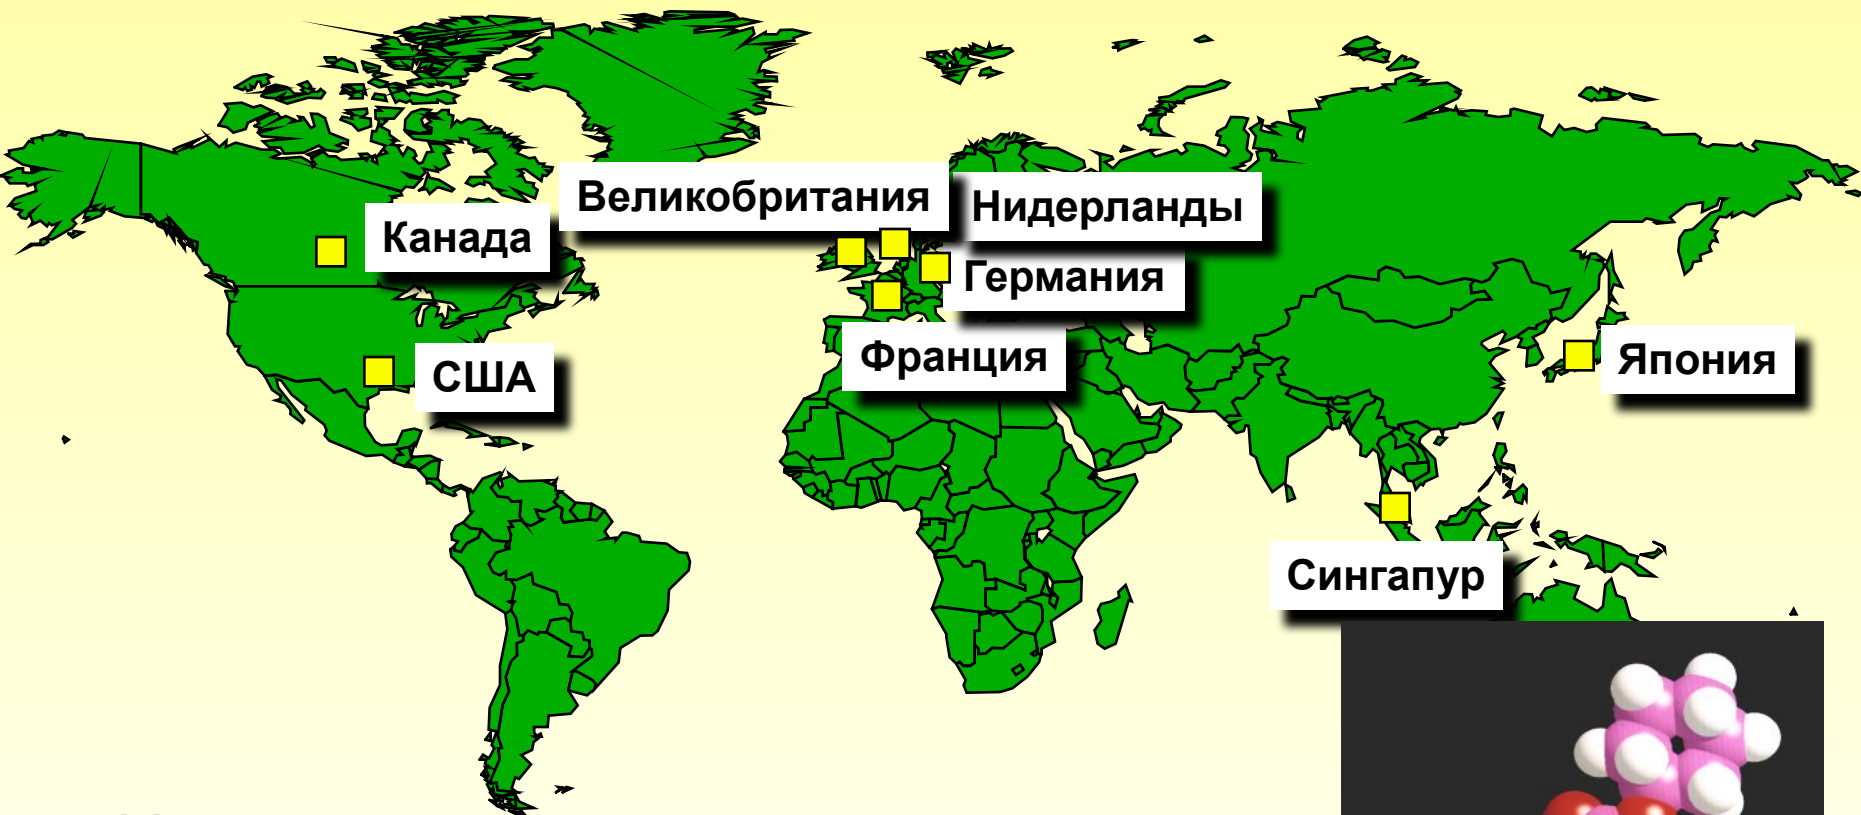 Великобритания
Нидерланды
Канада
Германия
Франция
США
Япония
Сингапур